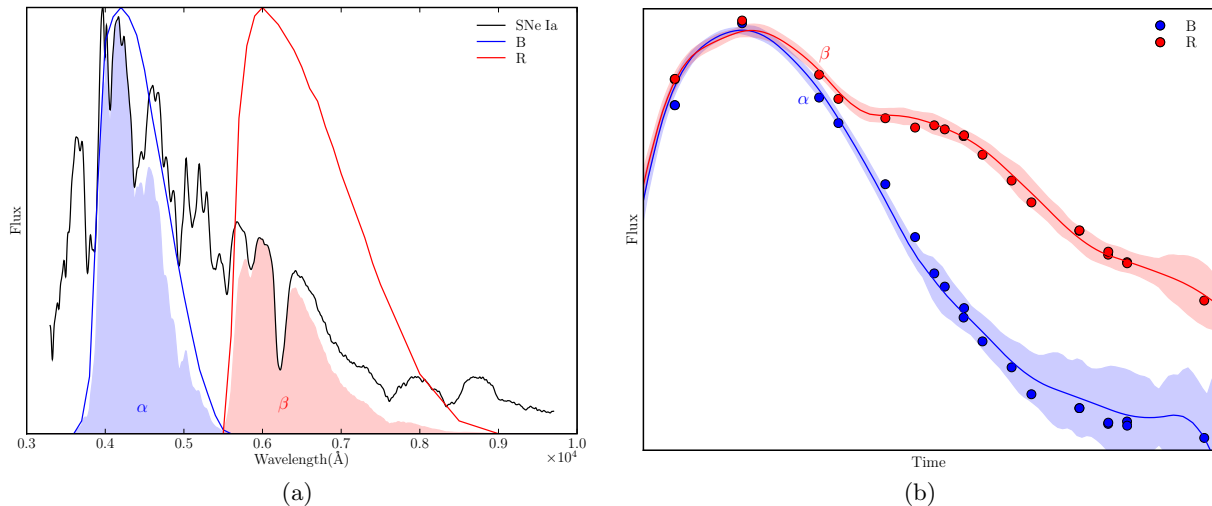 SNe Ia
B
R
Flux
α
β
0.3 0.4 0.5 0.6 0.7 0.8 0.9 1.0
Wavelength(Å)
×10⁴
(a)
B
R
β
α
Flux
Time
(b)